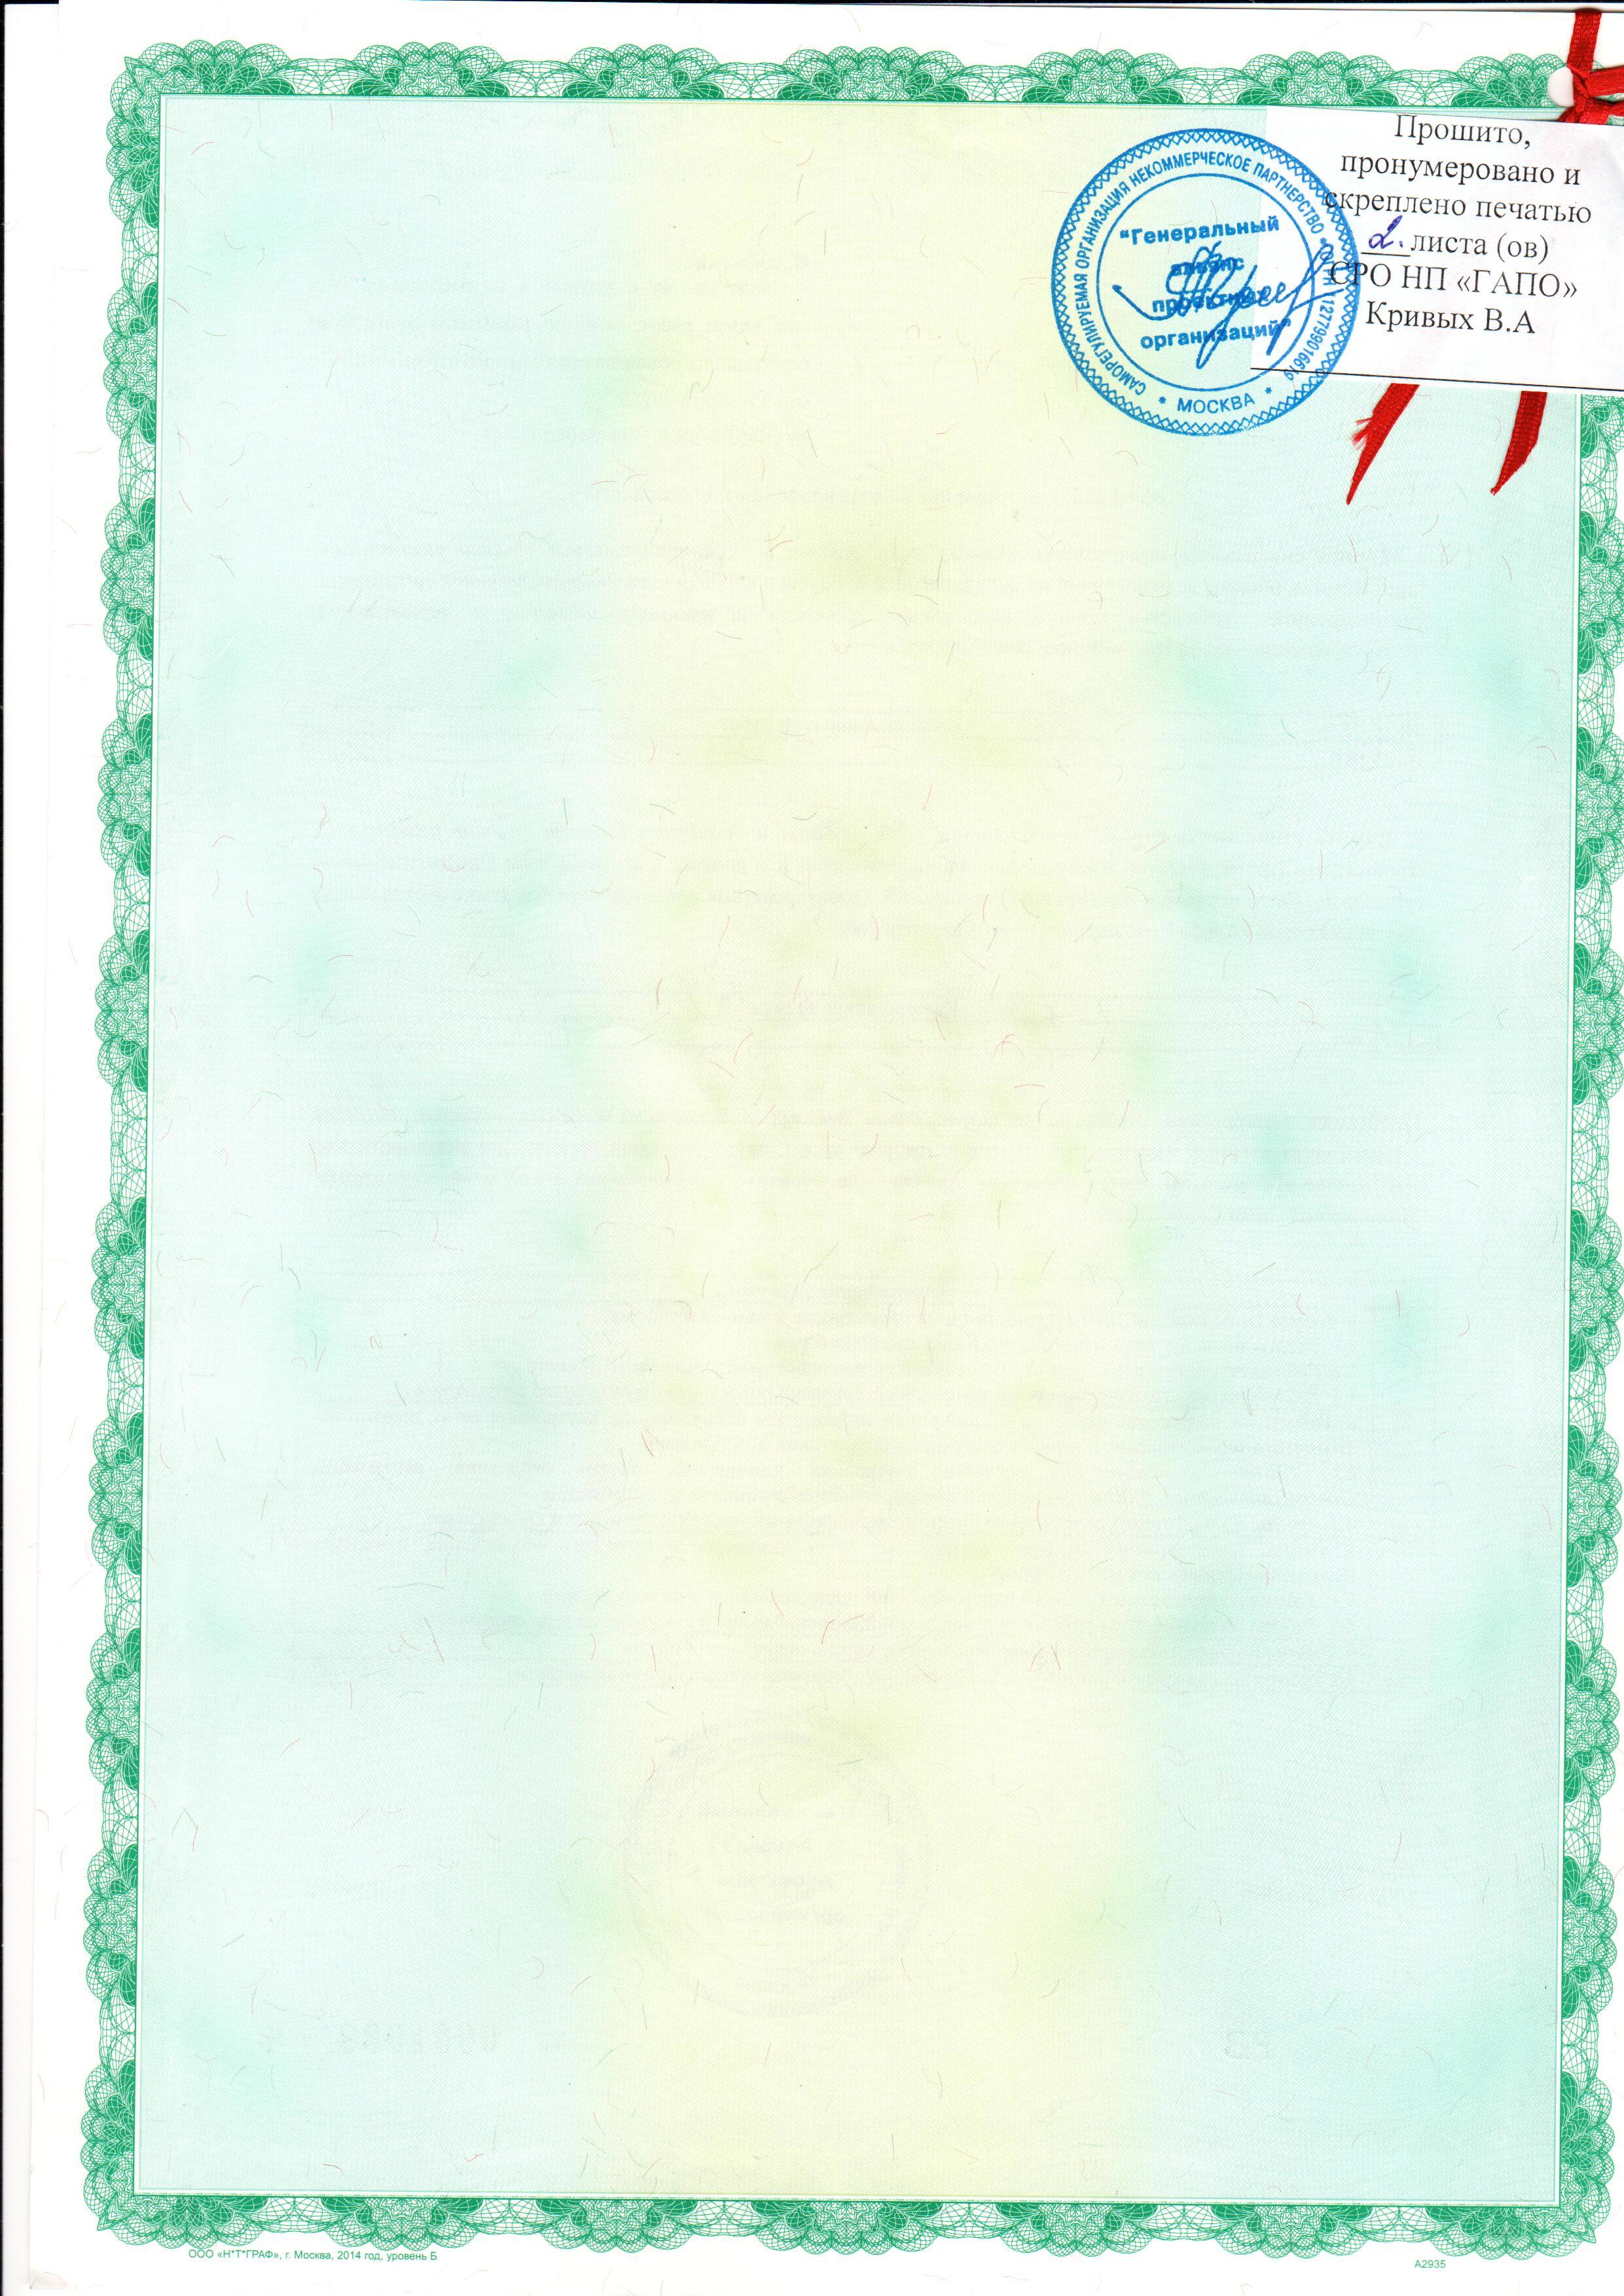 Прошито,
пронумеровано и
скреплено печатью
2. листа (ов)
СРО НП «ГАПО»
Кривых В.А
САМОРЕГУЛИРУЕМАЯ ОРГАНИЗАЦИЯ НЕКОММЕРЧЕСКОЕ ПАРТНЕРСТВО * ОГРН 1127799016619
* МОСКВА *
"Генеральный
альянс
проектных
организаций"
ООО «Н*Т*ГРАФ», г. Москва, 2014 год, уровень Б
А2935